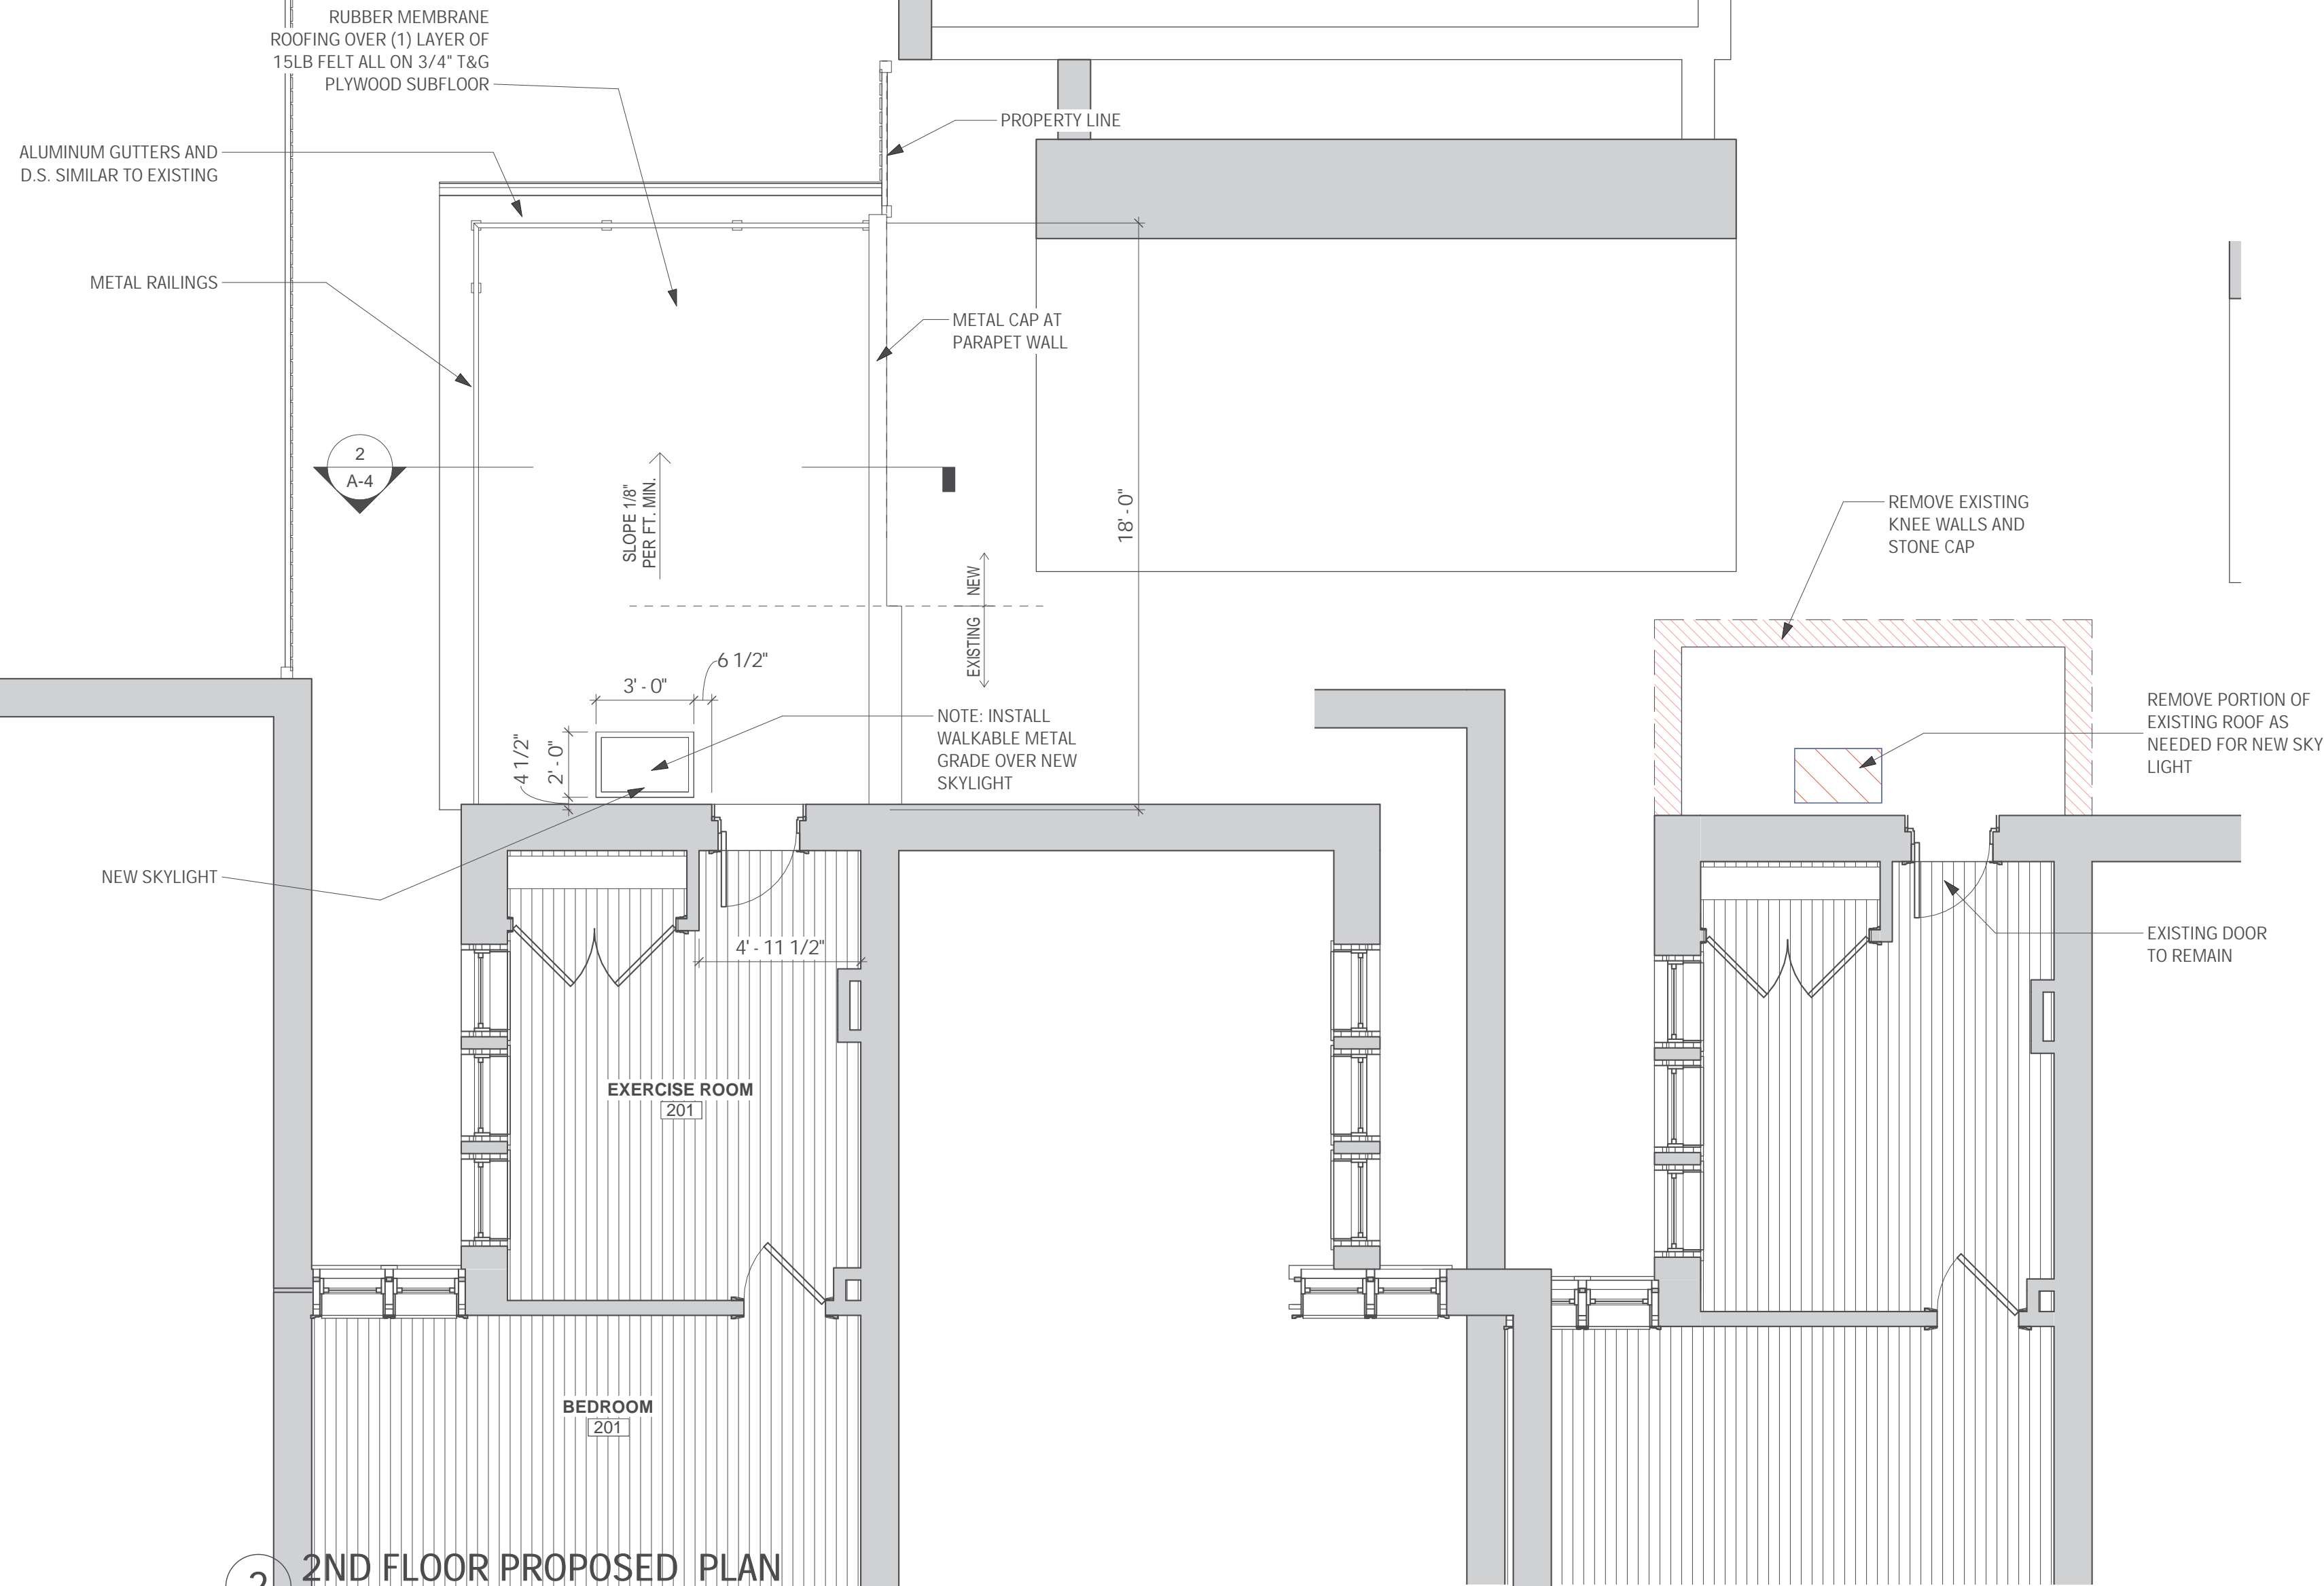 RUBBER MEMBRANE
ROOFING OVER (1) LAYER OF
15LB FELT ALL ON 3/4" T&G
PLYWOOD SUBFLOOR
PROPERTY LINE
ALUMINUM GUTTERS AND
D.S. SIMILAR TO EXISTING
METAL RAILINGS
METAL CAP AT
PARAPET WALL
2
A-4
SLOPE 1/8"
PER FT. MIN.
18' - 0"
NEW
EXISTING
REMOVE EXISTING
KNEE WALLS AND
STONE CAP
6 1/2"
3' - 0"
4 1/2"
2' - 0"
NOTE: INSTALL
WALKABLE METAL
GRADE OVER NEW
SKYLIGHT
REMOVE PORTION OF
EXISTING ROOF AS
NEEDED FOR NEW SKY
LIGHT
NEW SKYLIGHT
4' - 11 1/2"
EXISTING DOOR
TO REMAIN
EXERCISE ROOM
201
BEDROOM
201
2
2ND FLOOR PROPOSED PLAN